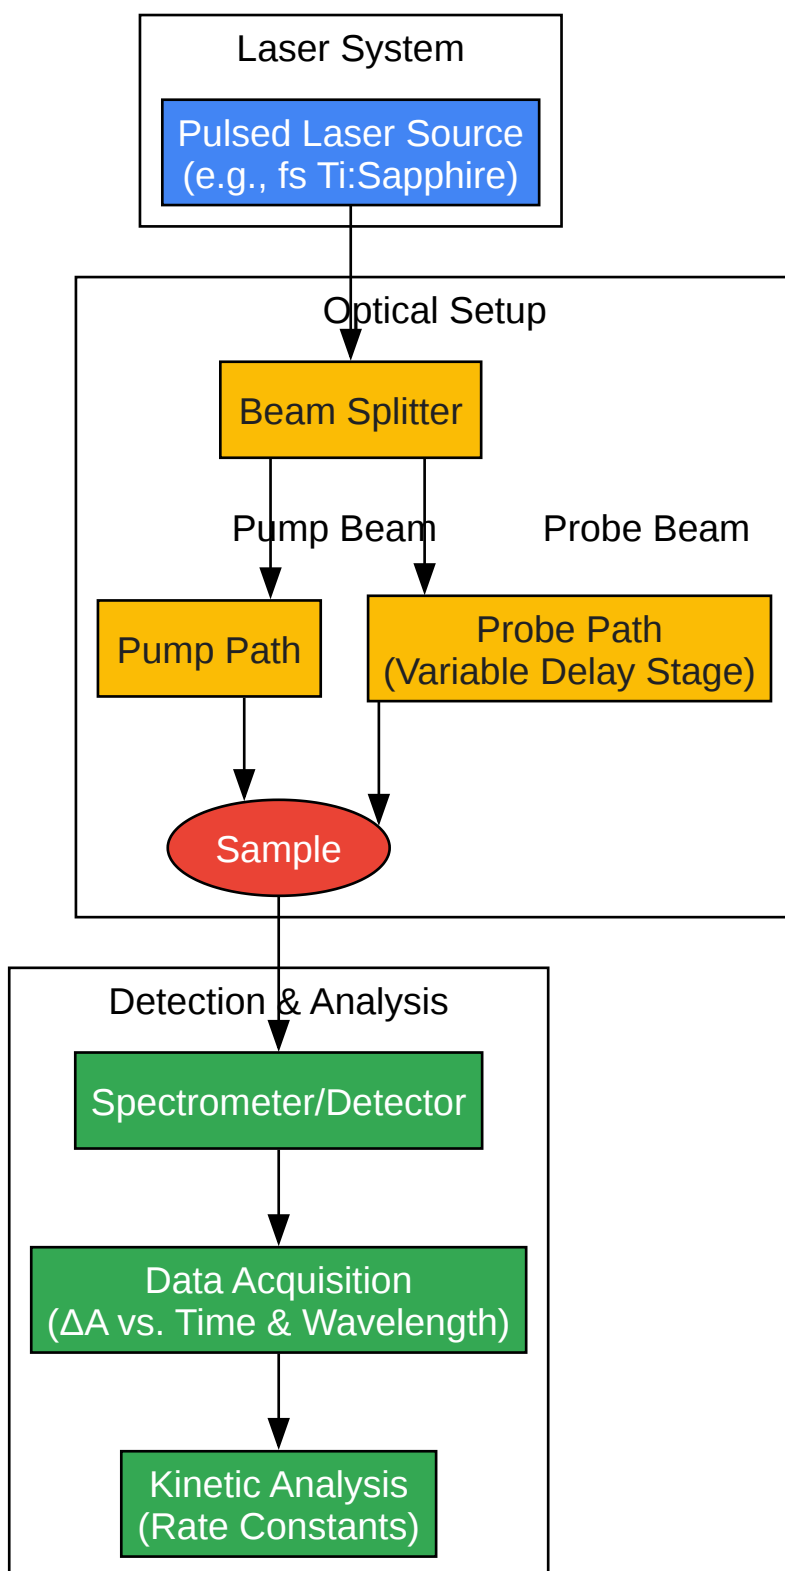 Laser System
Pulsed Laser Source
(e.g., fs Ti:Sapphire)
Optical Setup
Beam Splitter
Pump Beam
Probe Beam
Pump Path
Probe Path
(Variable Delay Stage)
Sample
Detection & Analysis
Spectrometer/Detector
Data Acquisition
(ΔA vs. Time & Wavelength)
Kinetic Analysis
(Rate Constants)